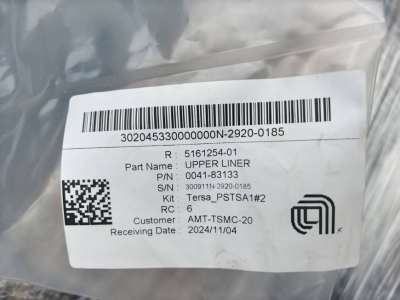 302045330000000N-2920-0185
R : 5161254-01
Part Name : UPPER LINER
P/N : 0041-83133
S/N : 300911N-2920-0185
Kit : Tersa_PSTSA1#2
RC : 6
Customer : AMT-TSMC-20
Receiving Date : 2024/11/04